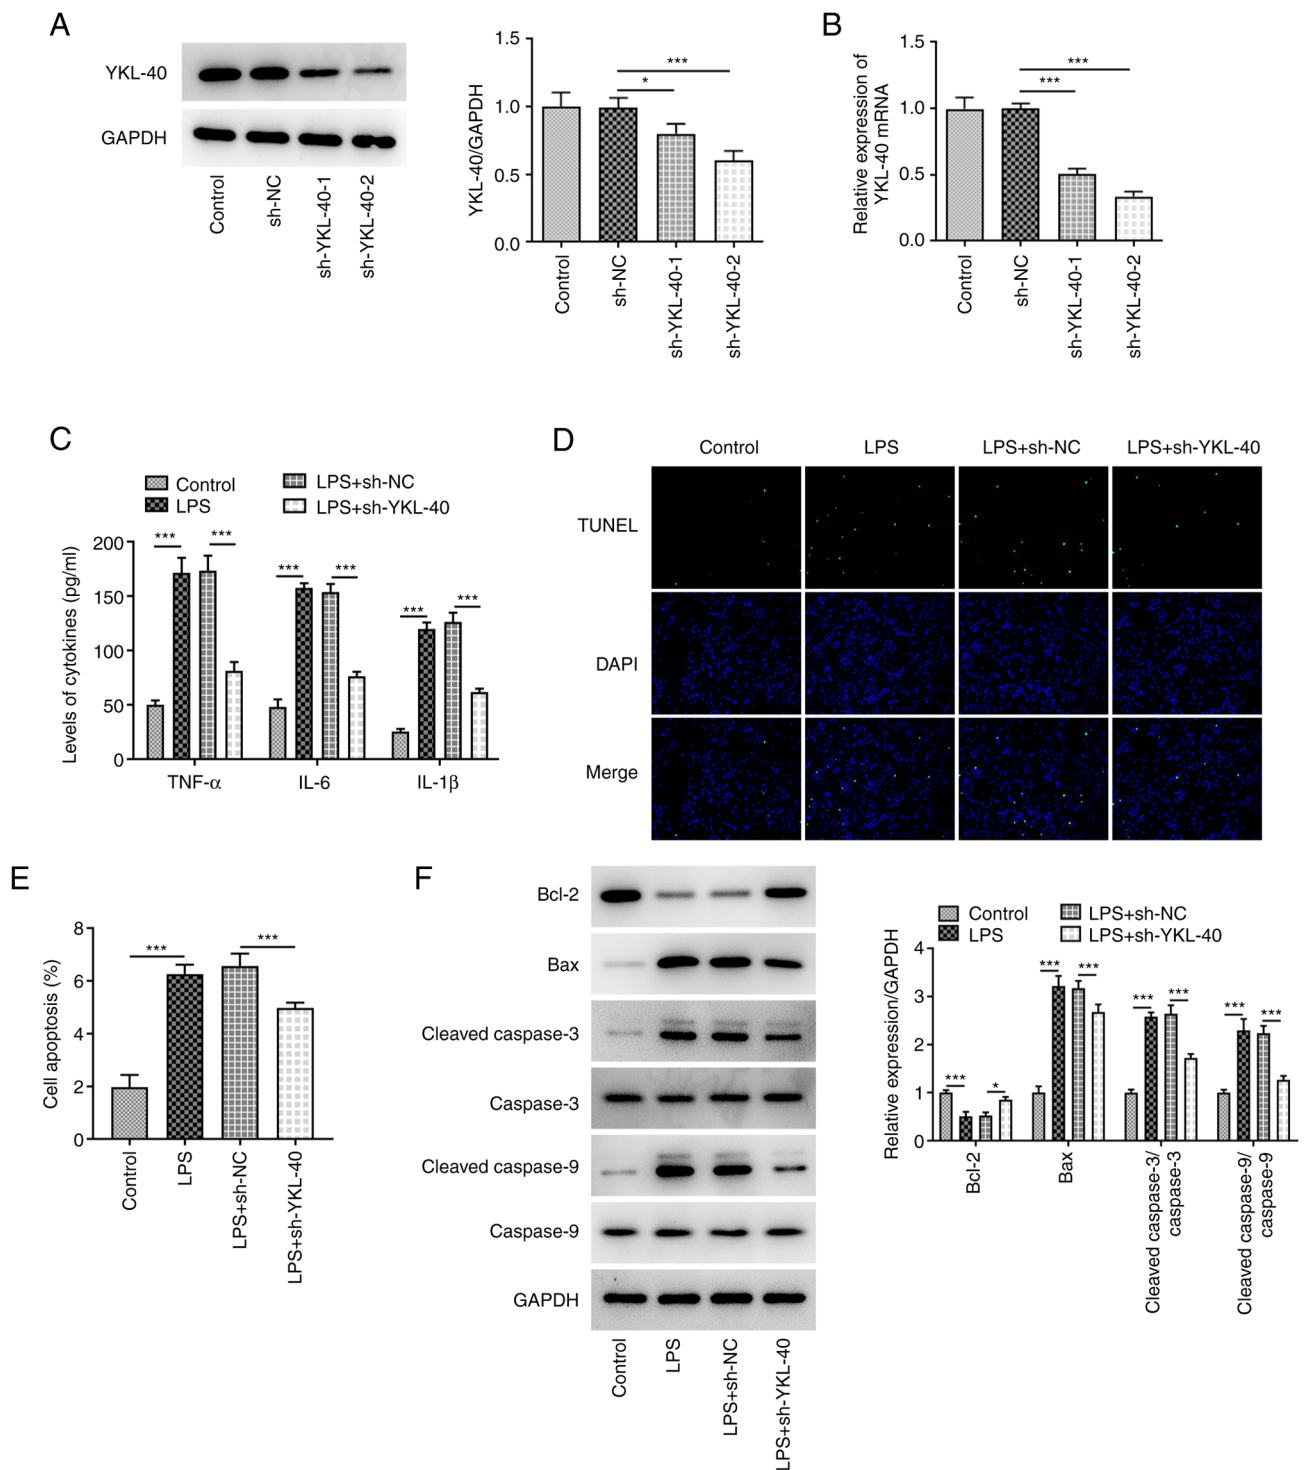 A
YKL-40
GAPDH
Control
sh-NC
sh-YKL-40-1
sh-YKL-40-2
YKL-40/GAPDH
1.5
1.0
0.5
0.0
***
*
Control
sh-NC
sh-YKL-40-1
sh-YKL-40-2
B
Relative expression of
YKL-40 mRNA
1.5
1.0
0.5
0.0
***
***
Control
sh-NC
sh-YKL-40-1
sh-YKL-40-2
C
Control
LPS
LPS+sh-NC
LPS+sh-YKL-40
Levels of cytokines (pg/ml)
200
150
100
50
0
*** ***
*** ***
*** ***
TNF-α IL-6 IL-1β
D
Control LPS LPS+sh-NC LPS+sh-YKL-40
TUNEL
DAPI
Merge
E
Cell apoptosis (%)
8
6
4
2
0
*** ***
Control
LPS
LPS+sh-NC
LPS+sh-YKL-40
F
Bcl-2
Bax
Cleaved caspase-3
Caspase-3
Cleaved caspase-9
Caspase-9
GAPDH
Control
LPS
LPS+sh-NC
LPS+sh-YKL-40
Control
LPS
LPS+sh-NC
LPS+sh-YKL-40
Relative expression/GAPDH
4
3
2
1
0
*** *
*** ***
*** ***
*** ***
Bcl-2
Bax
Cleaved caspase-3/
caspase-3
Cleaved caspase-9/
caspase-9